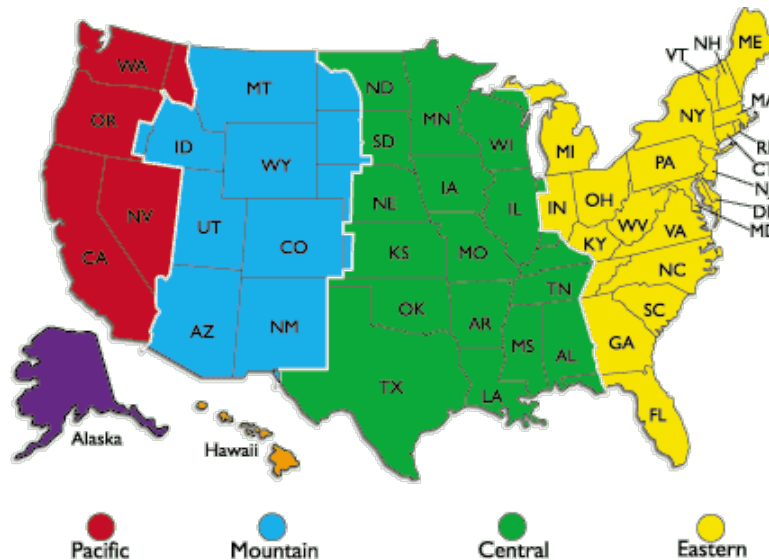 WA
OR
CA
NV
ID
MT
WY
UT
CO
AZ
NM
ND
SD
NE
KS
OK
TX
MN
IA
MO
AR
LA
WI
IL
MS
AL
TN
MI
IN
OH
KY
WV
VA
NC
SC
GA
FL
PA
NY
VT
NH
ME
CT
MD
Alaska
Hawaii
Pacific
Mountain
Central
Eastern